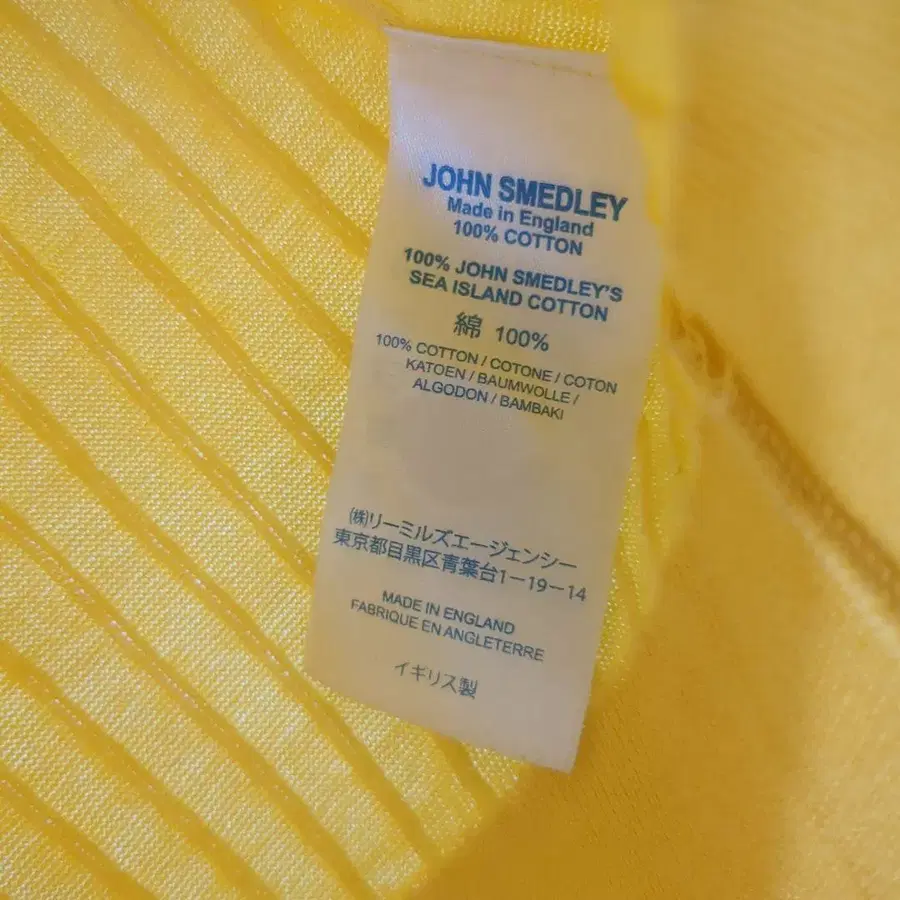 JOHN SMEDLEY
Made in England
100% COTTON
100% JOHN SMEDLEY'S
SEA ISLAND COTTON
綿 100%
100% COTTON / COTONE / COTON
KATOEN / BAUMWOLLE /
ALGODON / BAMBAKI
㈱リーミルズエージェンシー
東京都目黒区青葉台1-19-14
MADE IN ENGLAND
FABRIQUE EN ANGLETERRE
イギリス製